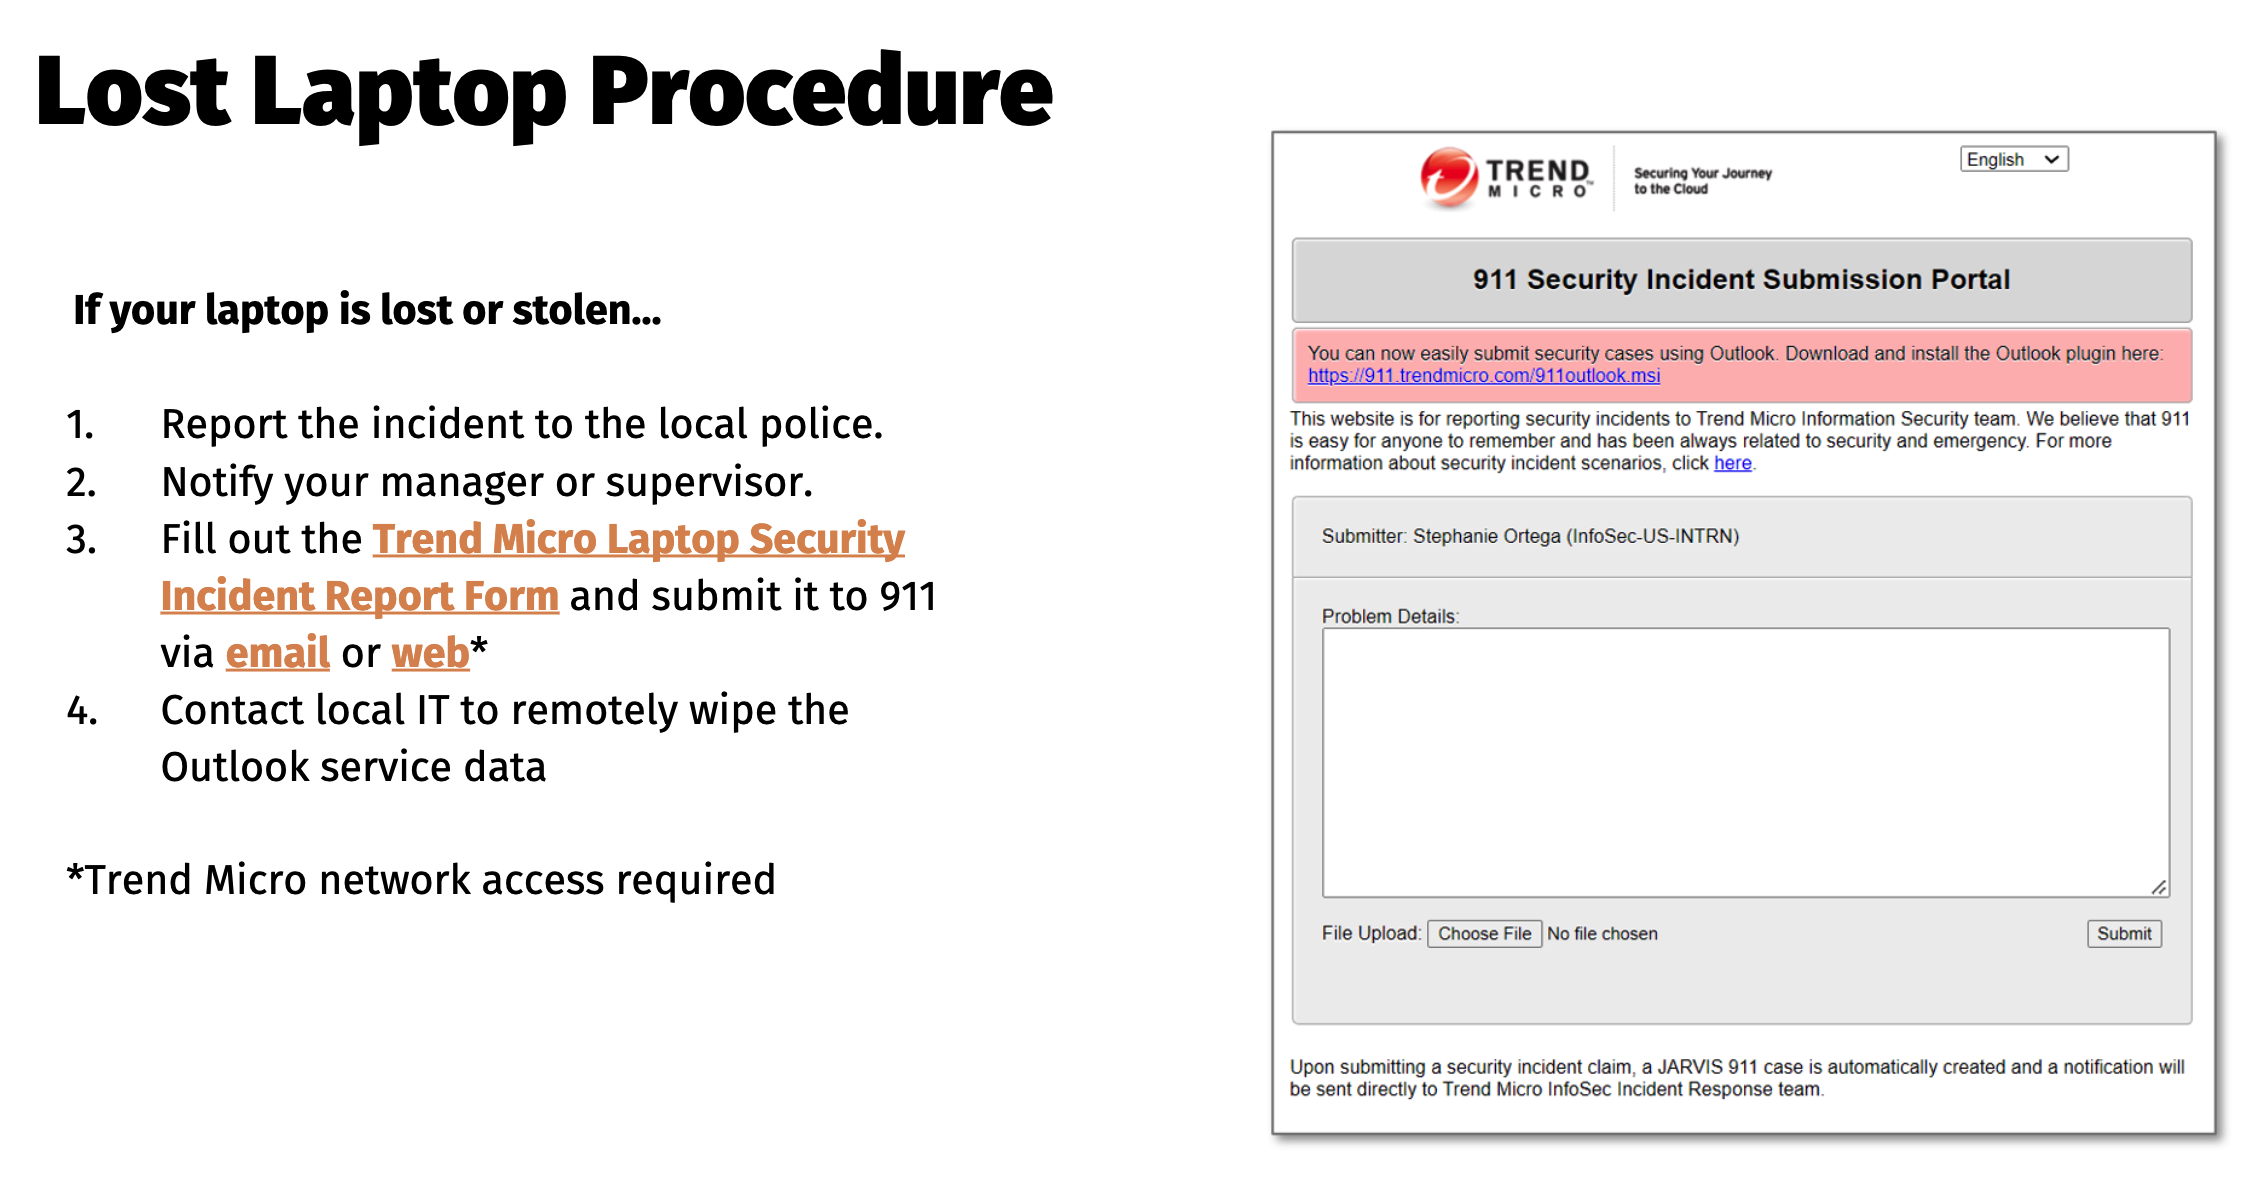 Lost Laptop Procedure
If your laptop is lost or stolen...
1. Report the incident to the local police.
2. Notify your manager or supervisor.
3. Fill out the Trend Micro Laptop Security
Incident Report Form and submit it to 911
via email or web*
4. Contact local IT to remotely wipe the
Outlook service data
*Trend Micro network access required
TREND
MICRO™
Securing Your Journey
to the Cloud
English
911 Security Incident Submission Portal
You can now easily submit security cases using Outlook. Download and install the Outlook plugin here:
https://911.trendmicro.com/911outlook.msi
This website is for reporting security incidents to Trend Micro Information Security team. We believe that 911
is easy for anyone to remember and has been always related to security and emergency. For more
information about security incident scenarios, click here.
Submitter: Stephanie Ortega (InfoSec-US-INTRN)
Problem Details:
File Upload: Choose File No file chosen
Submit
Upon submitting a security incident claim, a JARVIS 911 case is automatically created and a notification will
be sent directly to Trend Micro InfoSec Incident Response team.